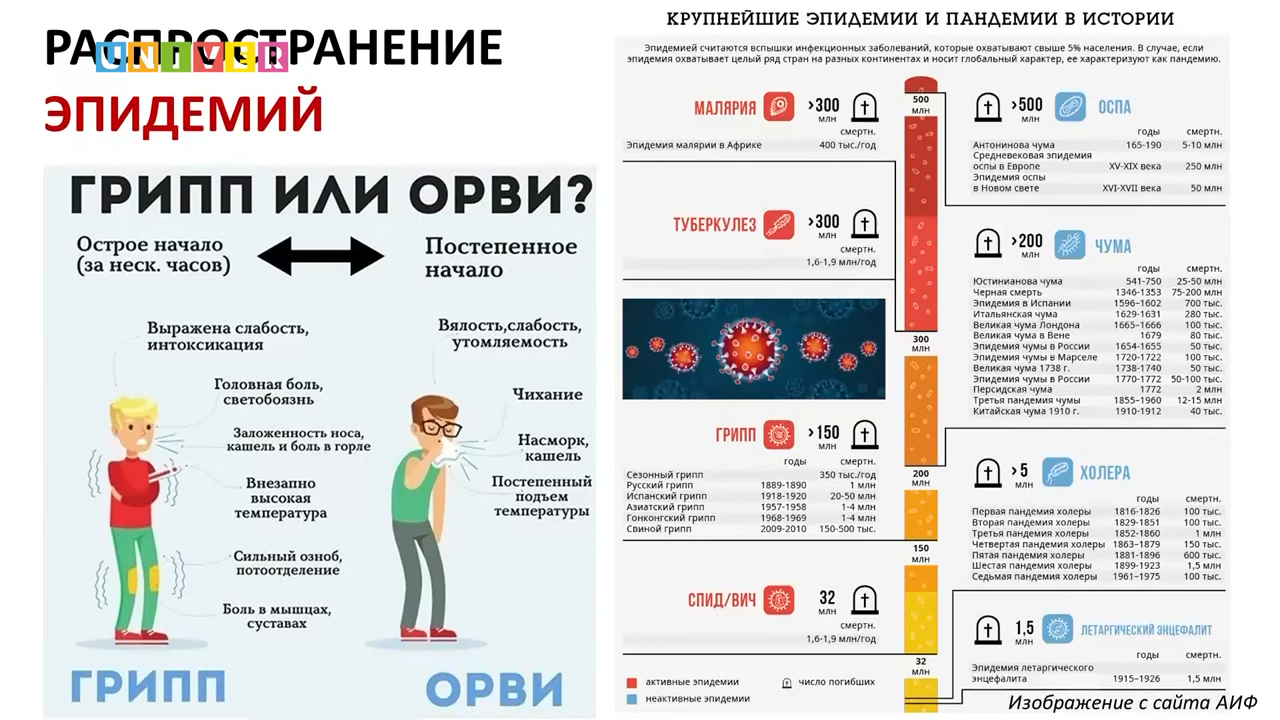 РАСПРОСТРАНЕНИЕ
UNIVER
ЭПИДЕМИЙ
ГРИПП ИЛИ ОРВИ?
Острое начало
(за неск. часов)
Постепенное
начало
Выражена слабость,
интоксикация
Головная боль,
светобоязнь
Заложенность носа,
кашель и боль в горле
Внезапно
высокая
температура
Сильный озноб,
потоотделение
Боль в мышцах,
суставах
Вялость,слабость,
утомляемость
Чихание
Насморк,
кашель
Постепенный
подъем
температуры
ГРИПП
ОРВИ
КРУПНЕЙШИЕ ЭПИДЕМИИ И ПАНДЕМИИ В ИСТОРИИ
Эпидемией считаются вспышки инфекционных заболеваний, которые охватывают свыше 5% населения. В случае, если
эпидемия охватывает целый ряд стран на разных континентах и носит глобальный характер, ее характеризуют как пандемию.
МАЛЯРИЯ >300 млн
смертн.
Эпидемия малярии в Африке 400 тыс./год
ТУБЕРКУЛЕЗ >300 млн
смертн.
1,6-1,9 млн/год
ГРИПП >150 млн
годы смертн.
Сезонный грипп 350 тыс./год
Русский грипп 1889-1890 1 млн
Испанский грипп 1918-1920 20-50 млн
Азиатский грипп 1957-1958 1-4 млн
Гонконгский грипп 1968-1969 1-4 млн
Свиной грипп 2009-2010 150-500 тыс.
СПИД/ВИЧ 32 млн
смертн.
1,6-1,9 млн/год
активные эпидемии
число погибших
неактивные эпидемии
500
млн
300
млн
200
млн
150
млн
32
млн
>500 млн ОСПА
годы смертн.
Антонинова чума 165-190 5-10 млн
Средневековая эпидемия
оспы в Европе XV-XIX века 250 млн
Эпидемия оспы
в Новом свете XVI-XVII века 50 млн
>200 млн ЧУМА
годы смертн.
Юстинианова чума 541-750 25-50 млн
Черная смерть 1346-1353 75-200 млн
Эпидемия в Испании 1596-1602 700 тыс.
Итальянская чума 1629-1631 280 тыс.
Великая чума Лондона 1665-1666 100 тыс.
Великая чума в Вене 1679 80 тыс.
Эпидемия чумы в России 1654-1655 50 тыс.
Эпидемия чумы в Марселе 1720-1722 100 тыс.
Великая чума 1738 г. 1738-1740 50 тыс.
Эпидемия чумы в России 1770-1772 50-100 тыс.
Персидская чума 1772 2 млн
Третья пандемия чумы 1855-1960 12-15 млн
Китайская чума 1910 г. 1910-1912 40 тыс.
>5 млн ХОЛЕРА
годы смертн.
Первая пандемия холеры 1816-1826 100 тыс.
Вторая пандемия холеры 1829-1851 100 тыс.
Третья пандемия холеры 1852-1860 1 млн
Четвертая пандемия холеры 1863-1879 150 тыс.
Пятая пандемия холеры 1881-1896 600 тыс.
Шестая пандемия холеры 1899-1923 1,5 млн
Седьмая пандемия холеры 1961-1975 100 тыс.
1,5 млн ЛЕТАРГИЧЕСКИЙ ЭНЦЕФАЛИТ
годы смертн.
Эпидемия летаргического
энцефалита 1915-1926 1,5 млн
Изображение с сайта АИФ